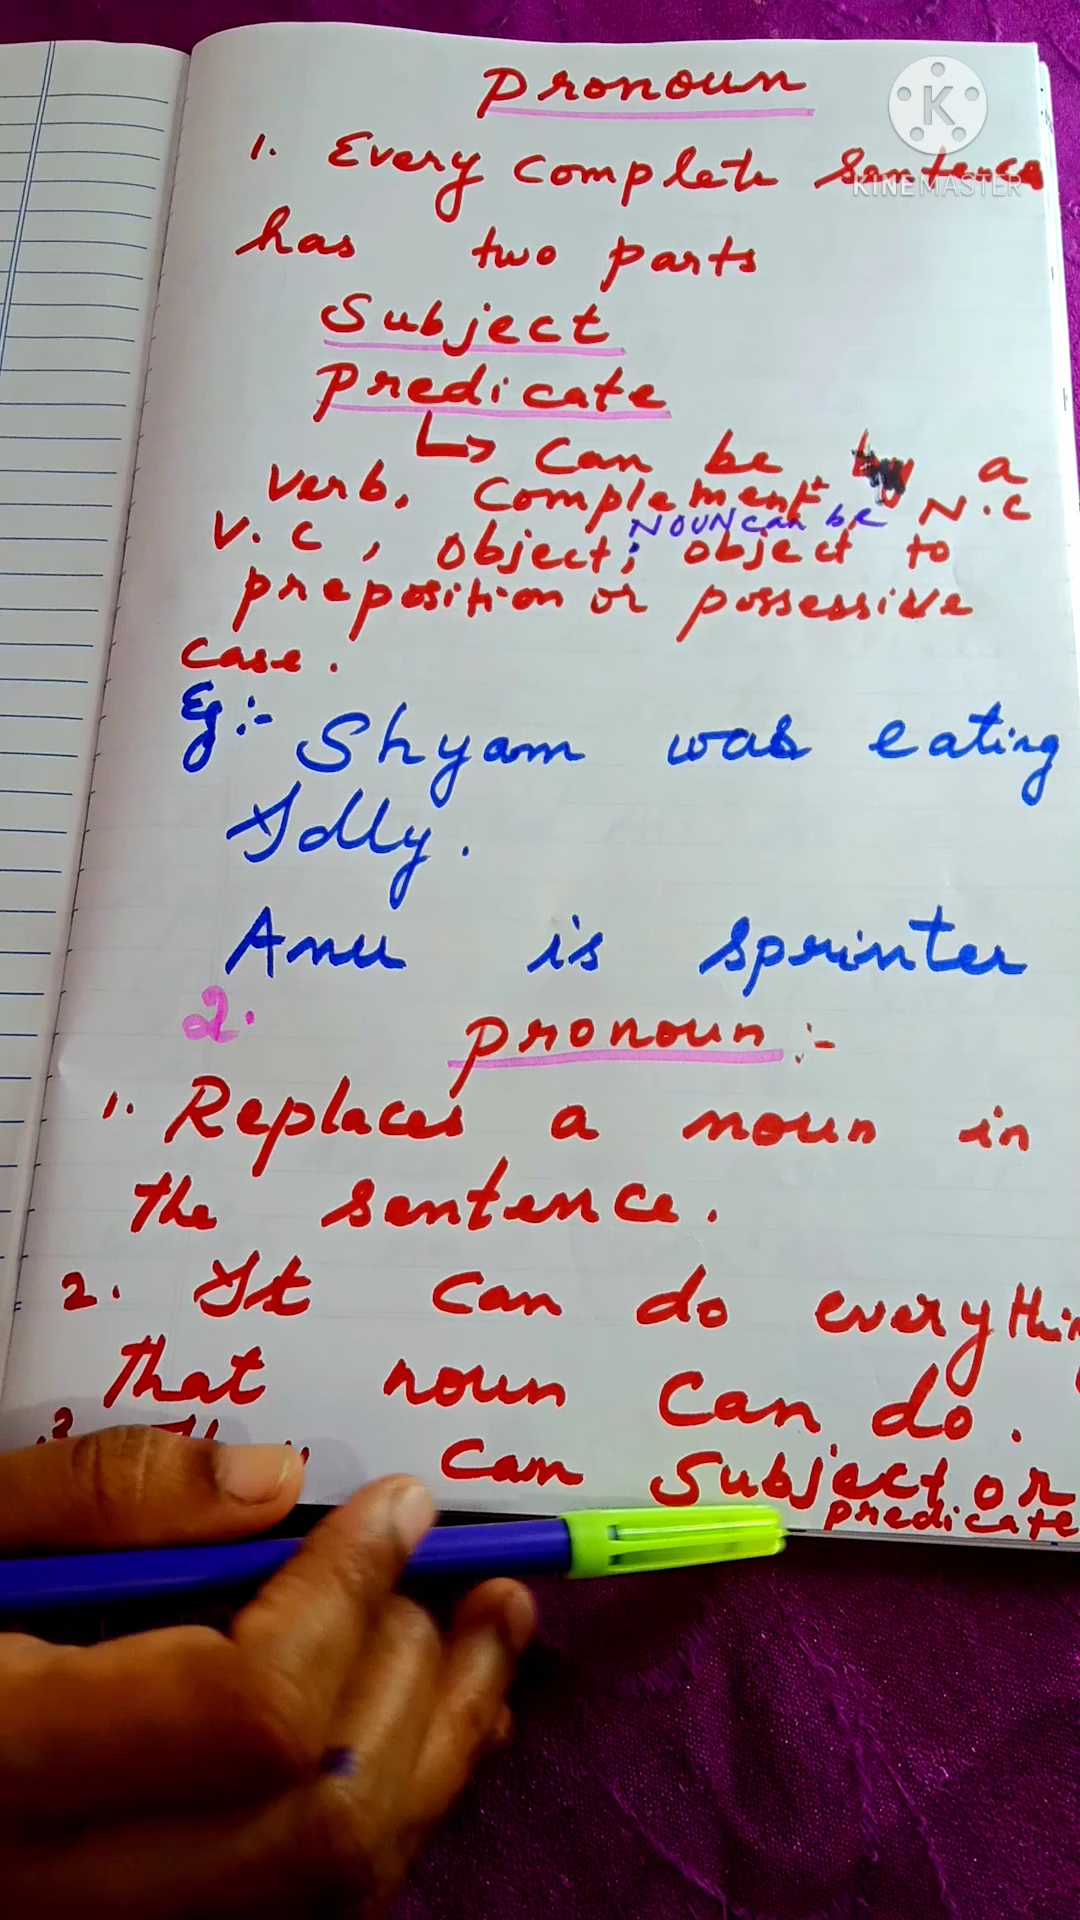 Pronoun
K
KINEMASTER
1. Every complete sentence
has two parts
Subject
Predicate
↳ Can be a
verb, Complement N.C
NOUN can be
V.C, object; object to
preposition or possessive
case.
Eg:- Shyam was eating
Idly.
Anu is sprinter
2. pronoun:-
1. Replaces a noun in
the sentence.
2. It can do everythin
that noun can do.
3. can subject or
predicate